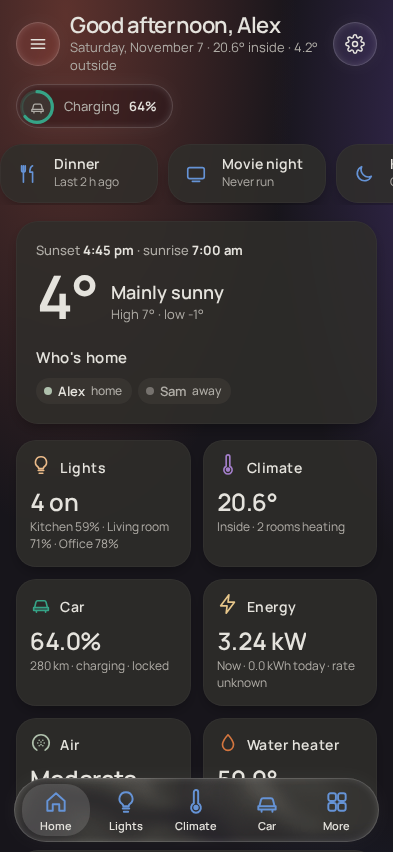 Good afternoon, Alex
Saturday, November 7 · 20.6° inside · 4.2°
outside
Charging 64%
Dinner
Last 2 h ago
Movie night
Never run
Sunset 4:45 pm · sunrise 7:00 am
4°
Mainly sunny
High 7° · low -1°
Who's home
Alex home
Sam away
Lights
4 on
Kitchen 59% · Living room
71% · Office 78%
Climate
20.6°
Inside · 2 rooms heating
Car
64.0%
280 km · charging · locked
Energy
3.24 kW
Now · 0.0 kWh today · rate
unknown
Air
Moderate
Water heater
Home
Lights
Climate
Car
More